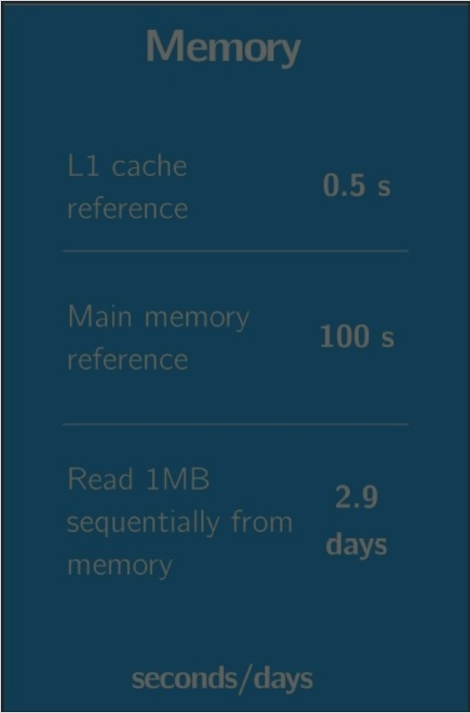 Memory
L1 cache
reference
0.5 s
Main memory
reference
100 s
Read 1MB
sequentially from
memory
2.9
days
seconds/days